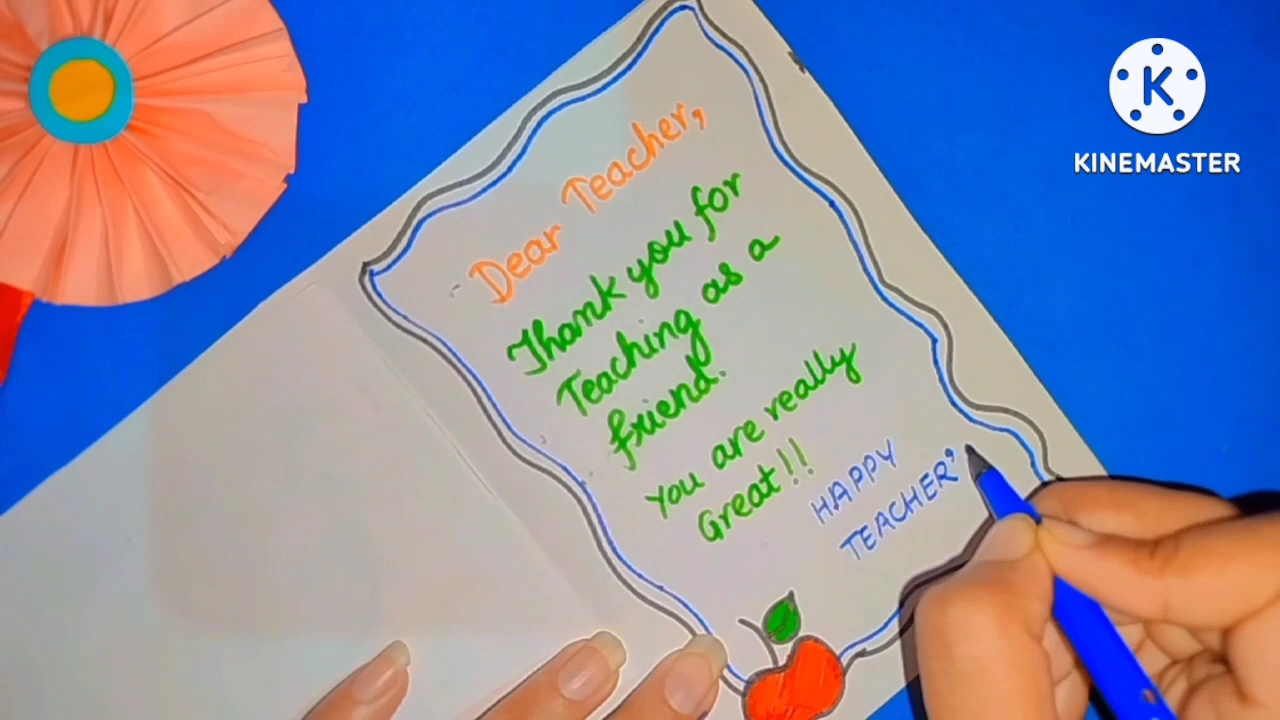 Dear Teacher,
Thank you for
Teaching as a
friend.
You are really
Great!!
HAPPY
TEACHER'
K
KINEMASTER